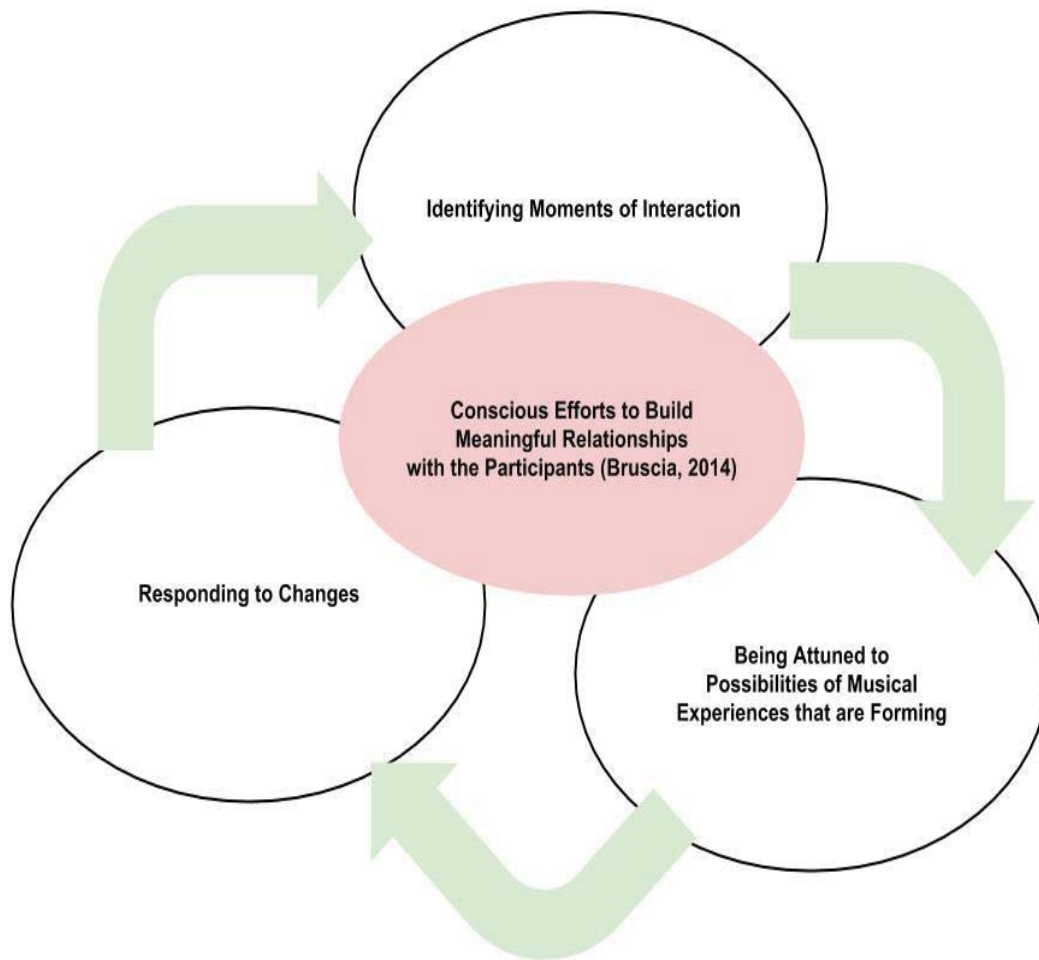 Identifying Moments of Interaction
Conscious Efforts to Build
Meaningful Relationships
with the Participants (Bruscia, 2014)
Responding to Changes
Being Attuned to
Possibilities of Musical
Experiences that are Forming